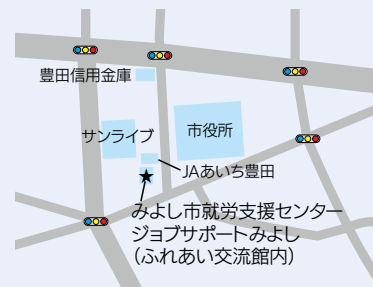 豊田信用金庫
サンライブ
市役所
JAあいち豊田
みよし市就労支援センター
ジョブサポートみよし
（ふれあい交流館内）